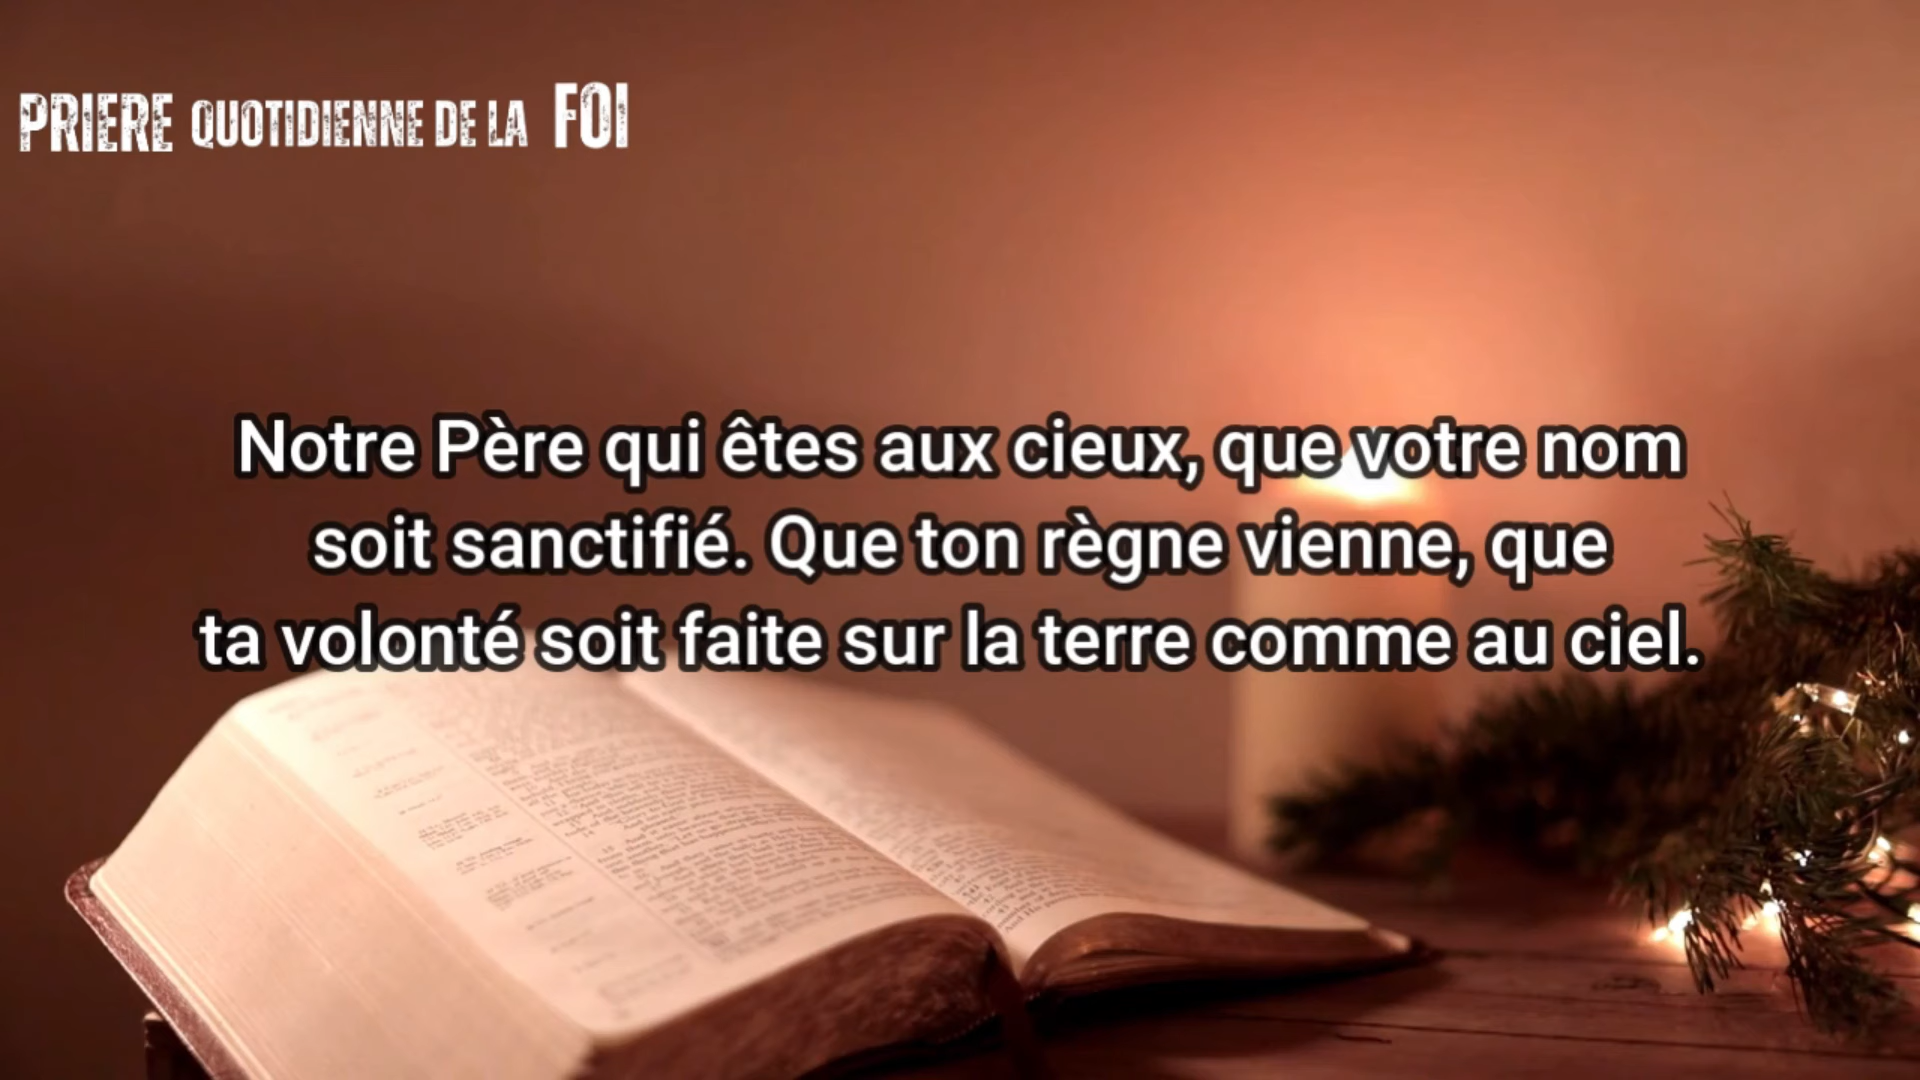 PRIERE QUOTIDIENNE DE LA FOI
Notre Père qui êtes aux cieux, que votre nom
soit sanctifié. Que ton règne vienne, que
ta volonté soit faite sur la terre comme au ciel.